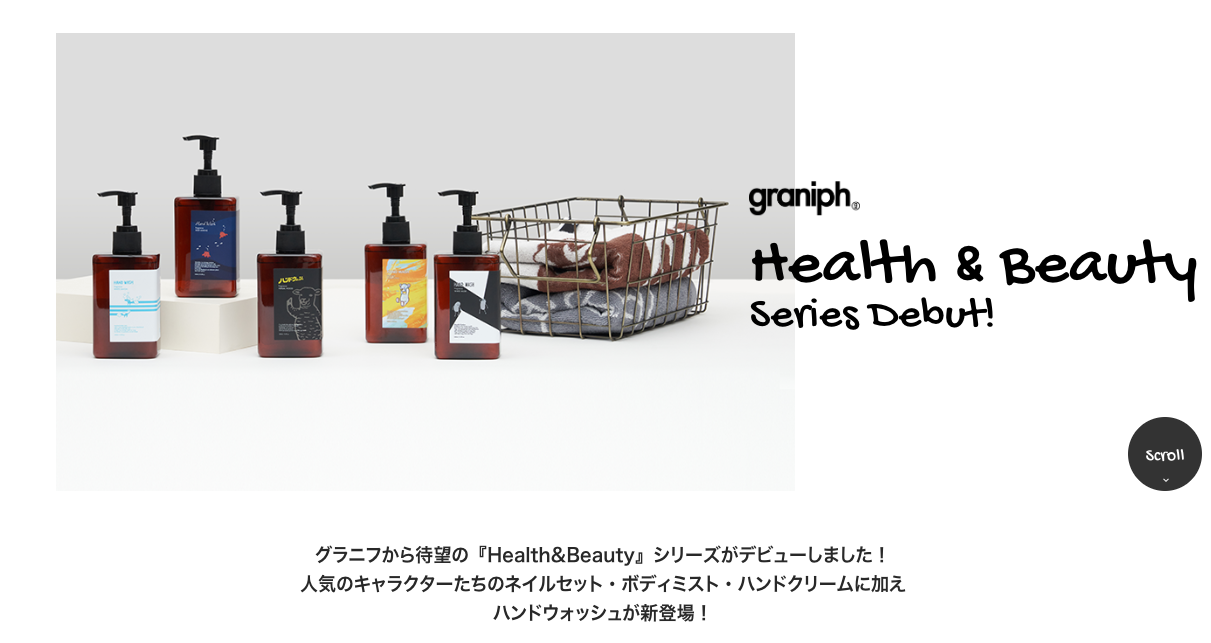 graniph
Health & Beauty
Series Debut!
Scroll
グラニフから待望の『Health&Beauty』シリーズがデビューしました！
人気のキャラクターたちのネイルセット・ボディミスト・ハンドクリームに加え
ハンドウォッシュが新登場！